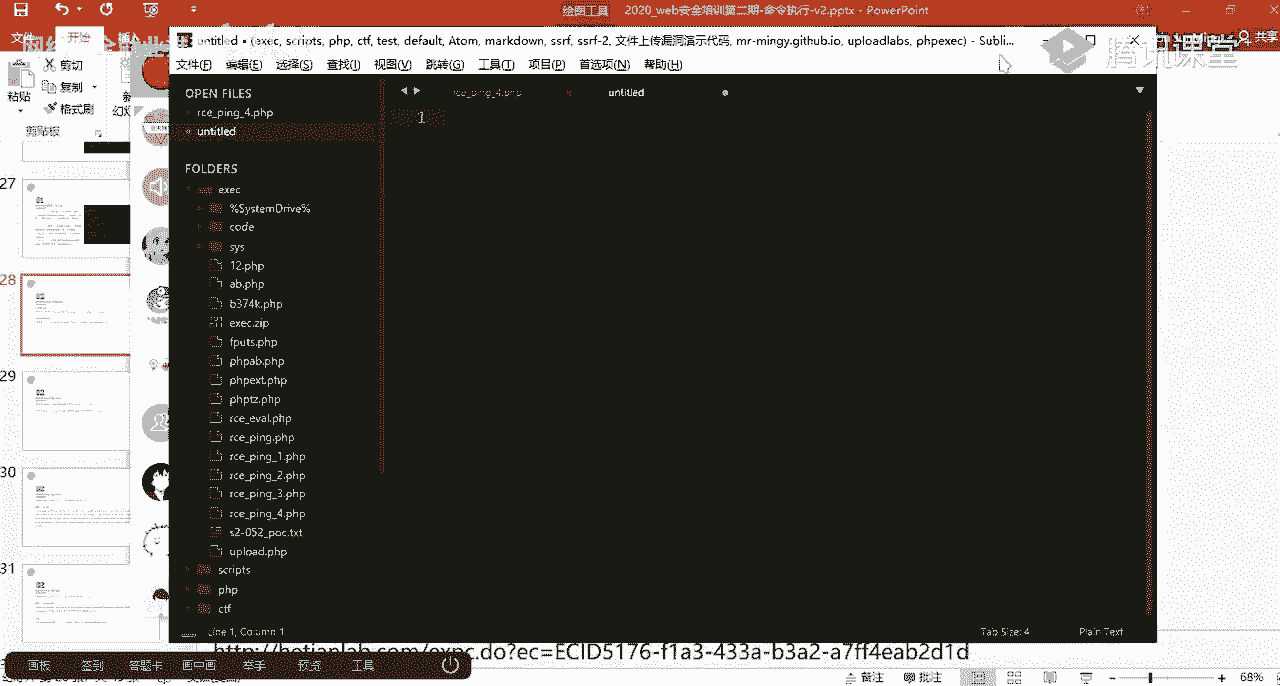 绘图工具 2020_web安全培训第二期-命令执行-v2.pptx - PowerPoint
untitled • (exec, scripts, php, ctf, test, default, Atom, markdown, ssrf, ssrf-2, 文件上传漏洞演示代码, mr-mingy.github.io, uploadlabs, phpexec) - Subli...
腾讯课堂
共享
文件(F) 编辑(E) 选择(S) 查找(I) 视图(V) 工具 项目(P) 首选项(N) 帮助(H)
剪切
复制
格式刷
粘贴
剪贴板
OPEN FILES
rce_ping_4.php
untitled
rce_ping_4.php
untitled
FOLDERS
exec
%SystemDrive%
code
sys
12.php
ab.php
b374k.php
exec.zip
fputs.php
phpab.php
phpext.php
phptz.php
rce_eval.php
rce_ping.php
rce_ping_1.php
rce_ping_2.php
rce_ping_3.php
rce_ping_4.php
s2-052_poc.txt
upload.php
scripts
php
ctf
27
28
29
30
31
Line 1, Column 1
Tab Size: 4
Plain Text
http://hetianlab.com/expc.do?ec=ECID5176-f1a3-433a-b3a2-a7ff4eab2d1d
画板 签到 答题卡 画中画 举手 预览 工具
备注 批注 68%